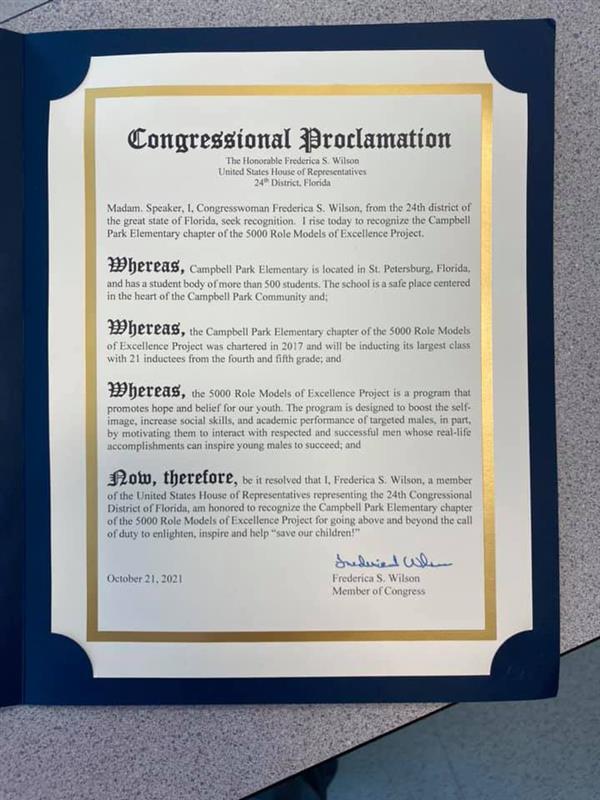 Congressional Proclamation
The Honorable Frederica S. Wilson
United States House of Representatives
24th District, Florida
Madam. Speaker, I, Congresswoman Frederica S. Wilson, from the 24th district of
the great state of Florida, seek recognition. I rise today to recognize the Campbell
Park Elementary chapter of the 5000 Role Models of Excellence Project.
Whereas, Campbell Park Elementary is located in St. Petersburg, Florida,
and has a student body of more than 500 students. The school is a safe place centered
in the heart of the Campbell Park Community and;
Whereas, the Campbell Park Elementary chapter of the 5000 Role Models
of Excellence Project was chartered in 2017 and will be inducting its largest class
with 21 inductees from the fourth and fifth grade; and
Whereas, the 5000 Role Models of Excellence Project is a program that
promotes hope and belief for our youth. The program is designed to boost the self-
image, increase social skills, and academic performance of targeted males, in part,
by motivating them to interact with respected and successful men whose real-life
accomplishments can inspire young males to succeed; and
Now, therefore, be it resolved that I, Frederica S. Wilson, a member
of the United States House of Representatives representing the 24th Congressional
District of Florida, am honored to recognize the Campbell Park Elementary chapter
of the 5000 Role Models of Excellence Project for going above and beyond the call
of duty to enlighten, inspire and help “save our children!”
Frederica Wilson
October 21, 2021 Frederica S. Wilson
Member of Congress